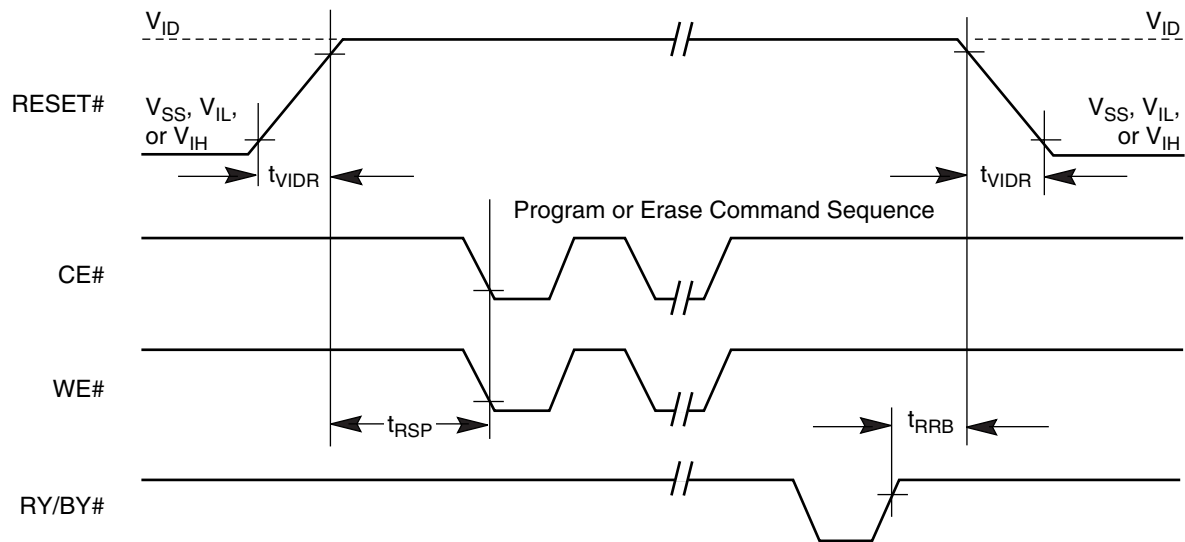 V_ID
V_ID
RESET#
V_SS, V_IL,
or V_IH
V_SS, V_IL,
or V_IH
t_VIDR
t_VIDR
Program or Erase Command Sequence
CE#
WE#
t_RSP
t_RRB
RY/BY#